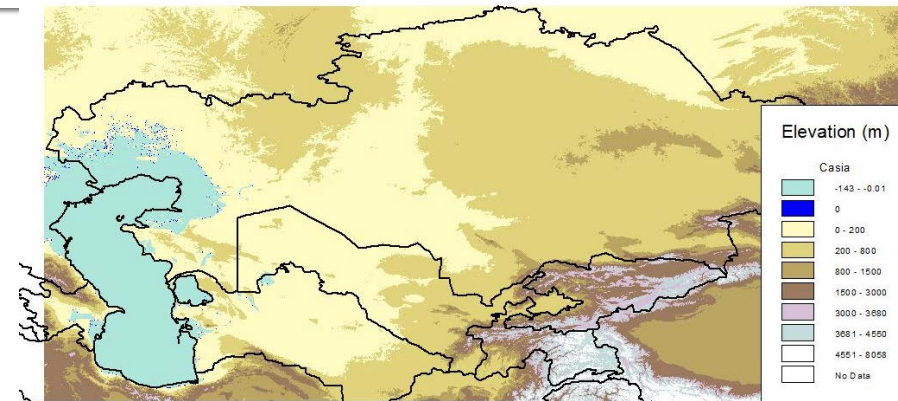 Elevation (m)
Casia
-143 - -0.01
0
0 - 200
200 - 800
800 - 1500
1500 - 3000
3000 - 3680
3681 - 4550
4551 - 8058
No Data